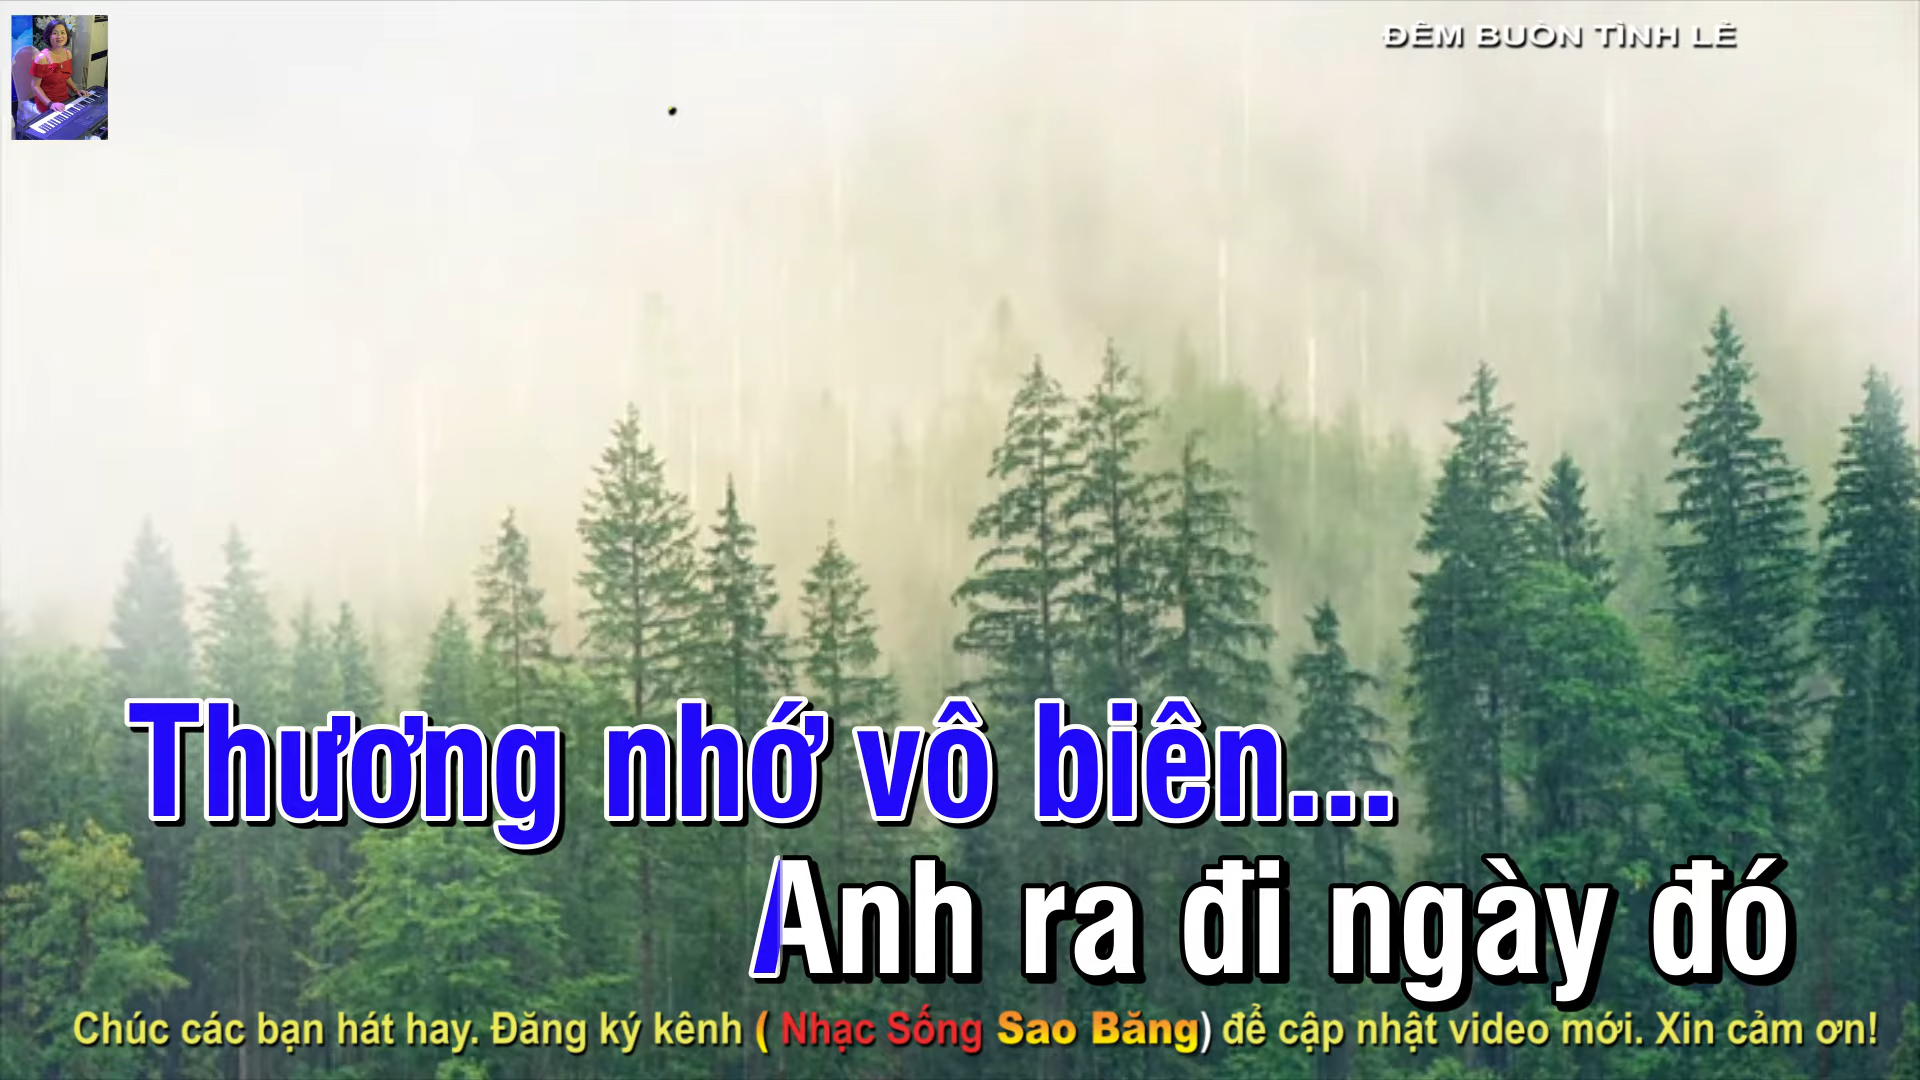 ĐÊM BUỒN TÌNH LẺ
Thương nhớ vô biên...
Anh ra đi ngày đó
Chúc các bạn hát hay. Đăng ký kênh ( Nhạc Sống Sao Băng) để cập nhật video mới. Xin cảm ơn!